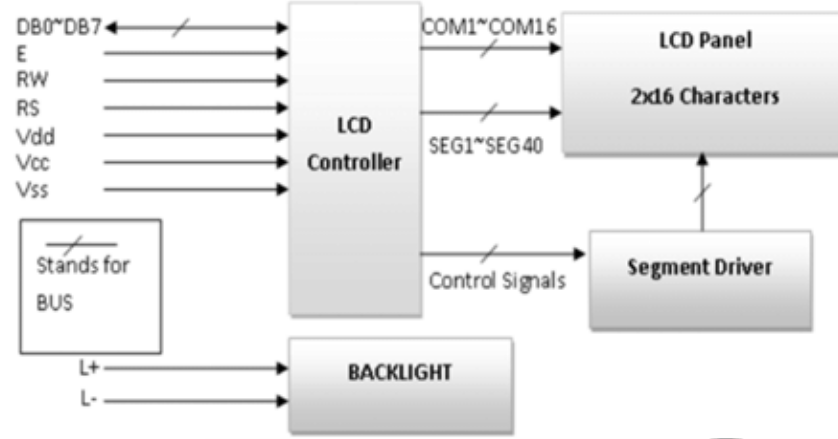 DB0~DB7
E
RW
RS
Vdd
Vcc
Vss
LCD
Controller
COM1~COM16
SEG1~SEG40
Control Signals
LCD Panel
2x16 Characters
Segment Driver
Stands for
BUS
L+
L-
BACKLIGHT